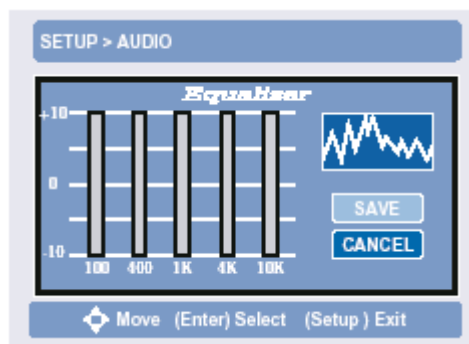 SETUP > AUDIO
Equaliser
+10
0
-10
100 400 1K 4K 10K
SAVE
CANCEL
Move (Enter) Select (Setup ) Exit